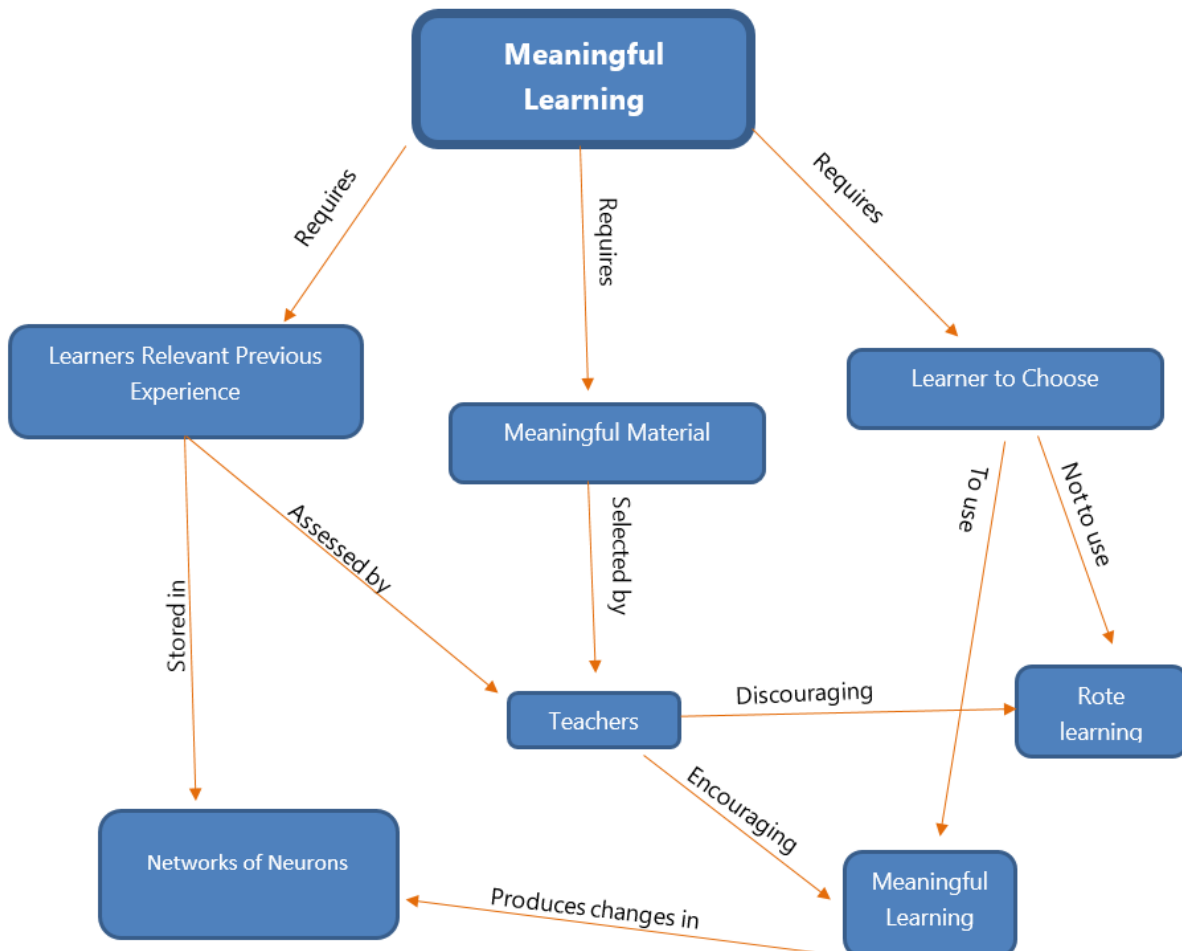 Meaningful
Learning
Requires
Requires
Requires
Learners Relevant Previous
Experience
Meaningful Material
Learner to Choose
Stored in
Assessed by
Selected by
To use
Not to use
Teachers
Discouraging
Rote
learning
Encouraging
Networks of Neurons
Produces changes in
Meaningful
Learning